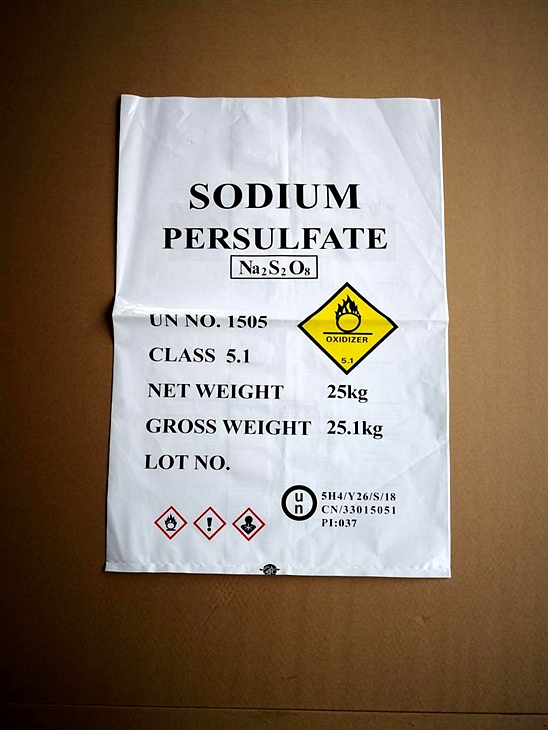 SODIUM
PERSULFATE
Na₂S₂O₈
UN NO. 1505
OXIDIZER
5.1
CLASS 5.1
NET WEIGHT 25kg
GROSS WEIGHT 25.1kg
LOT NO.
un
5H4/Y26/S/18
CN/33015051
PI:037